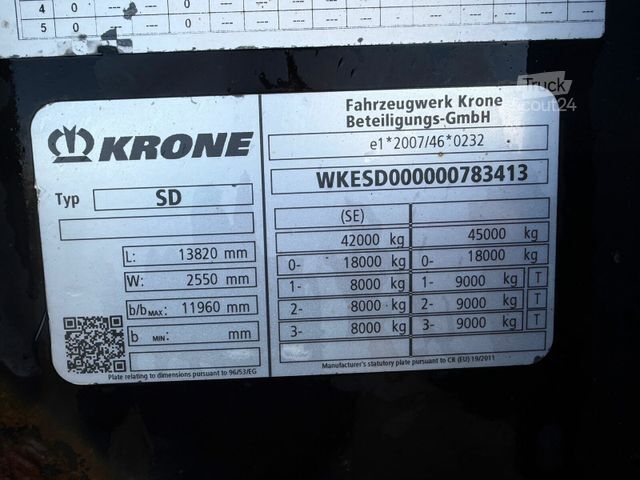 4 0 --- --- 0 --- --- --- --- --- --- --- ---
5 0 --- --- 0 --- --- --- --- --- --- --- ---
Truck
Scout24
KRONE
Typ SD
L: 13820 mm
W: 2550 mm
b/bMAX: 11960 mm
b MIN: mm
Plate relating to dimensions pursuant to 96/53/EG
Fahrzeugwerk Krone
Beteiligungs-GmbH
e1*2007/46*0232
WKESD000000783413
(SE)
42000 kg 45000 kg
0- 18000 kg 0- 18000 kg
1- 8000 kg 1- 9000 kg T
2- 8000 kg 2- 9000 kg T
3- 8000 kg 3- 9000 kg T
Manufacturer's statutory plate pursuant to CR (EU) 19/2011